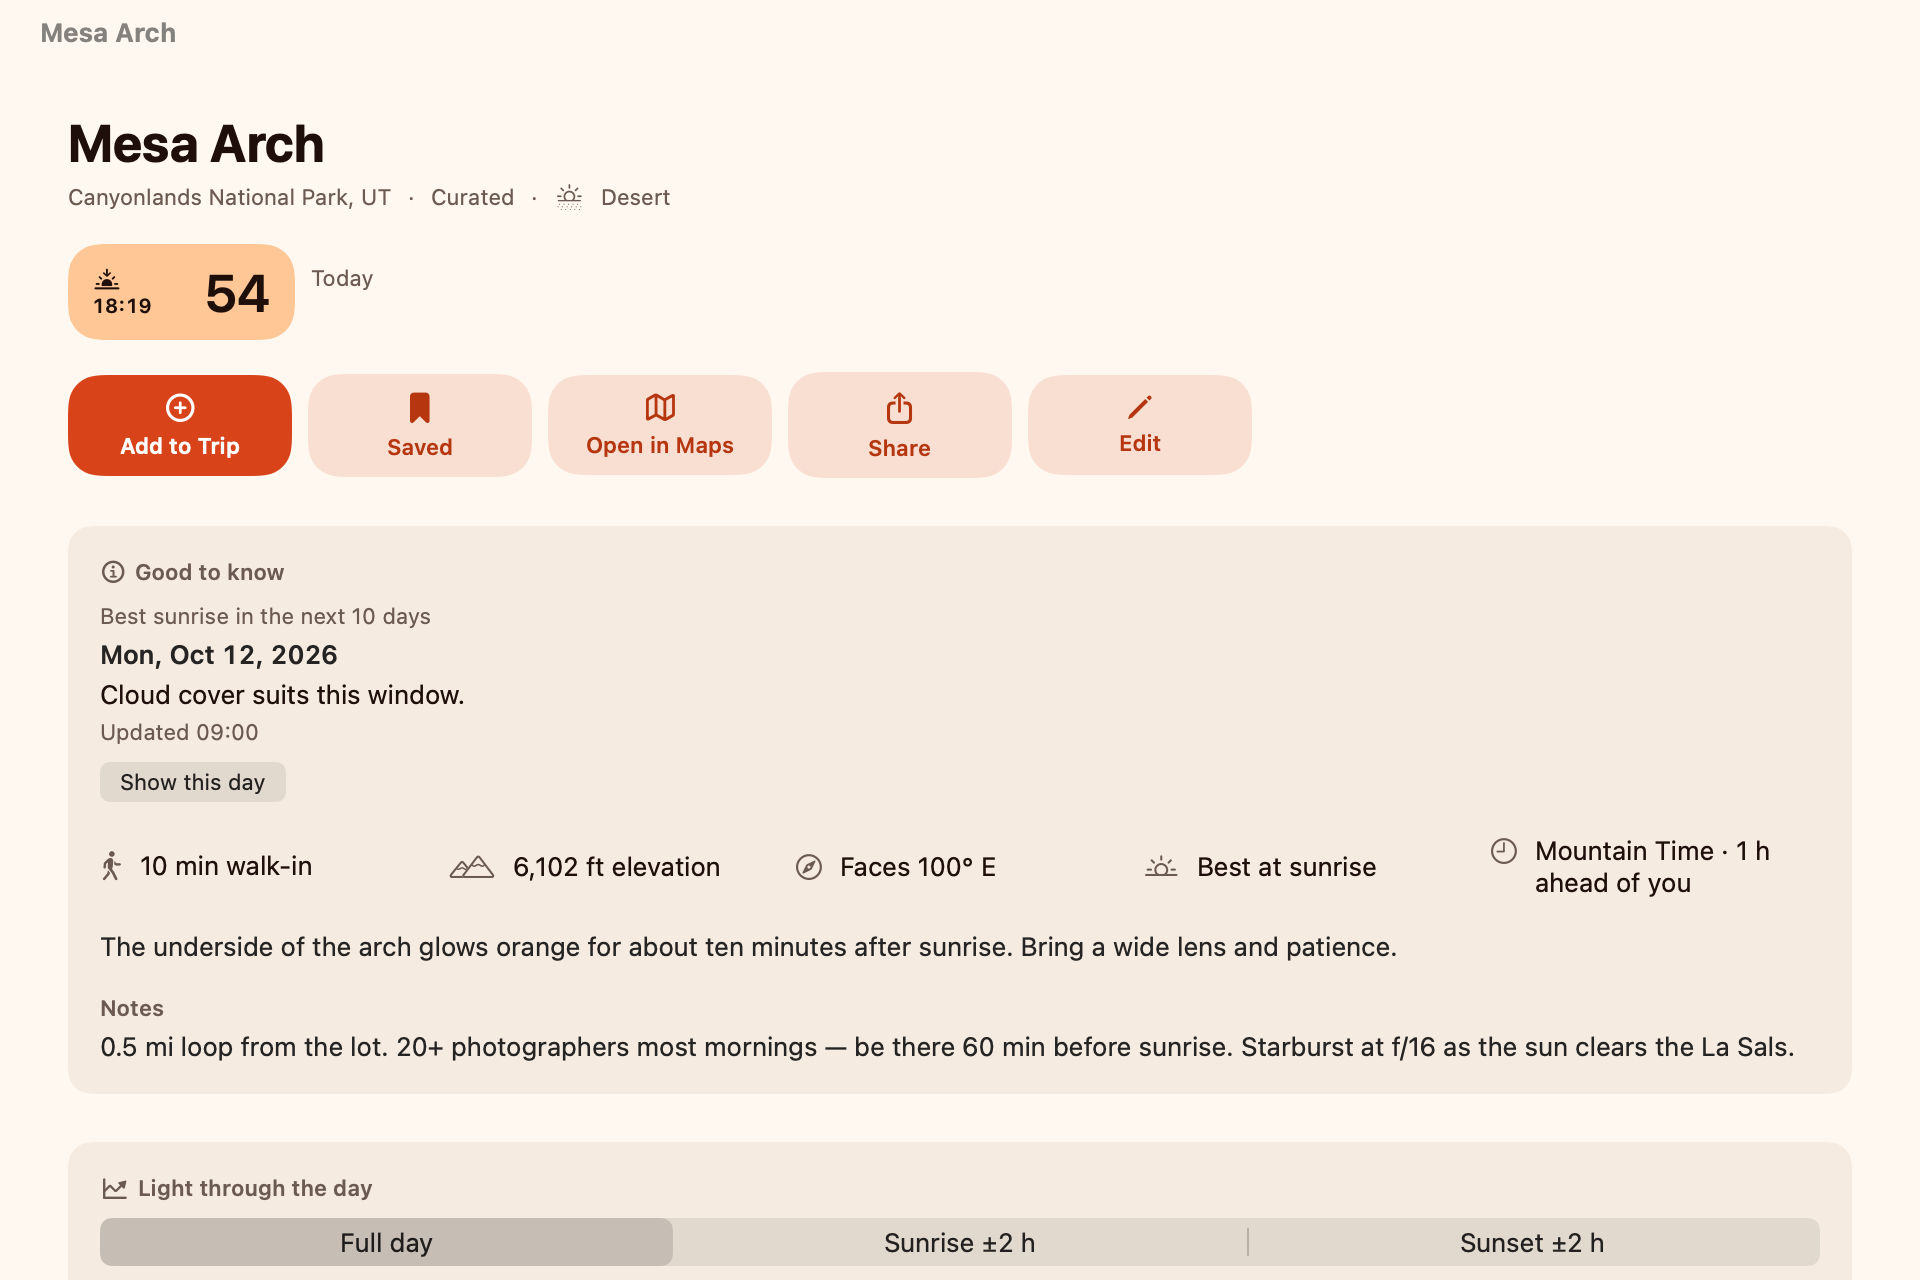 Mesa Arch
Mesa Arch
Canyonlands National Park, UT · Curated · Desert
18:19
54
Today
Add to Trip
Saved
Open in Maps
Share
Edit
Good to know
Best sunrise in the next 10 days
Mon, Oct 12, 2026
Cloud cover suits this window.
Updated 09:00
Show this day
10 min walk-in
6,102 ft elevation
Faces 100° E
Best at sunrise
Mountain Time · 1 h
ahead of you
The underside of the arch glows orange for about ten minutes after sunrise. Bring a wide lens and patience.
Notes
0.5 mi loop from the lot. 20+ photographers most mornings — be there 60 min before sunrise. Starburst at f/16 as the sun clears the La Sals.
Light through the day
Full day
Sunrise ±2 h
Sunset ±2 h